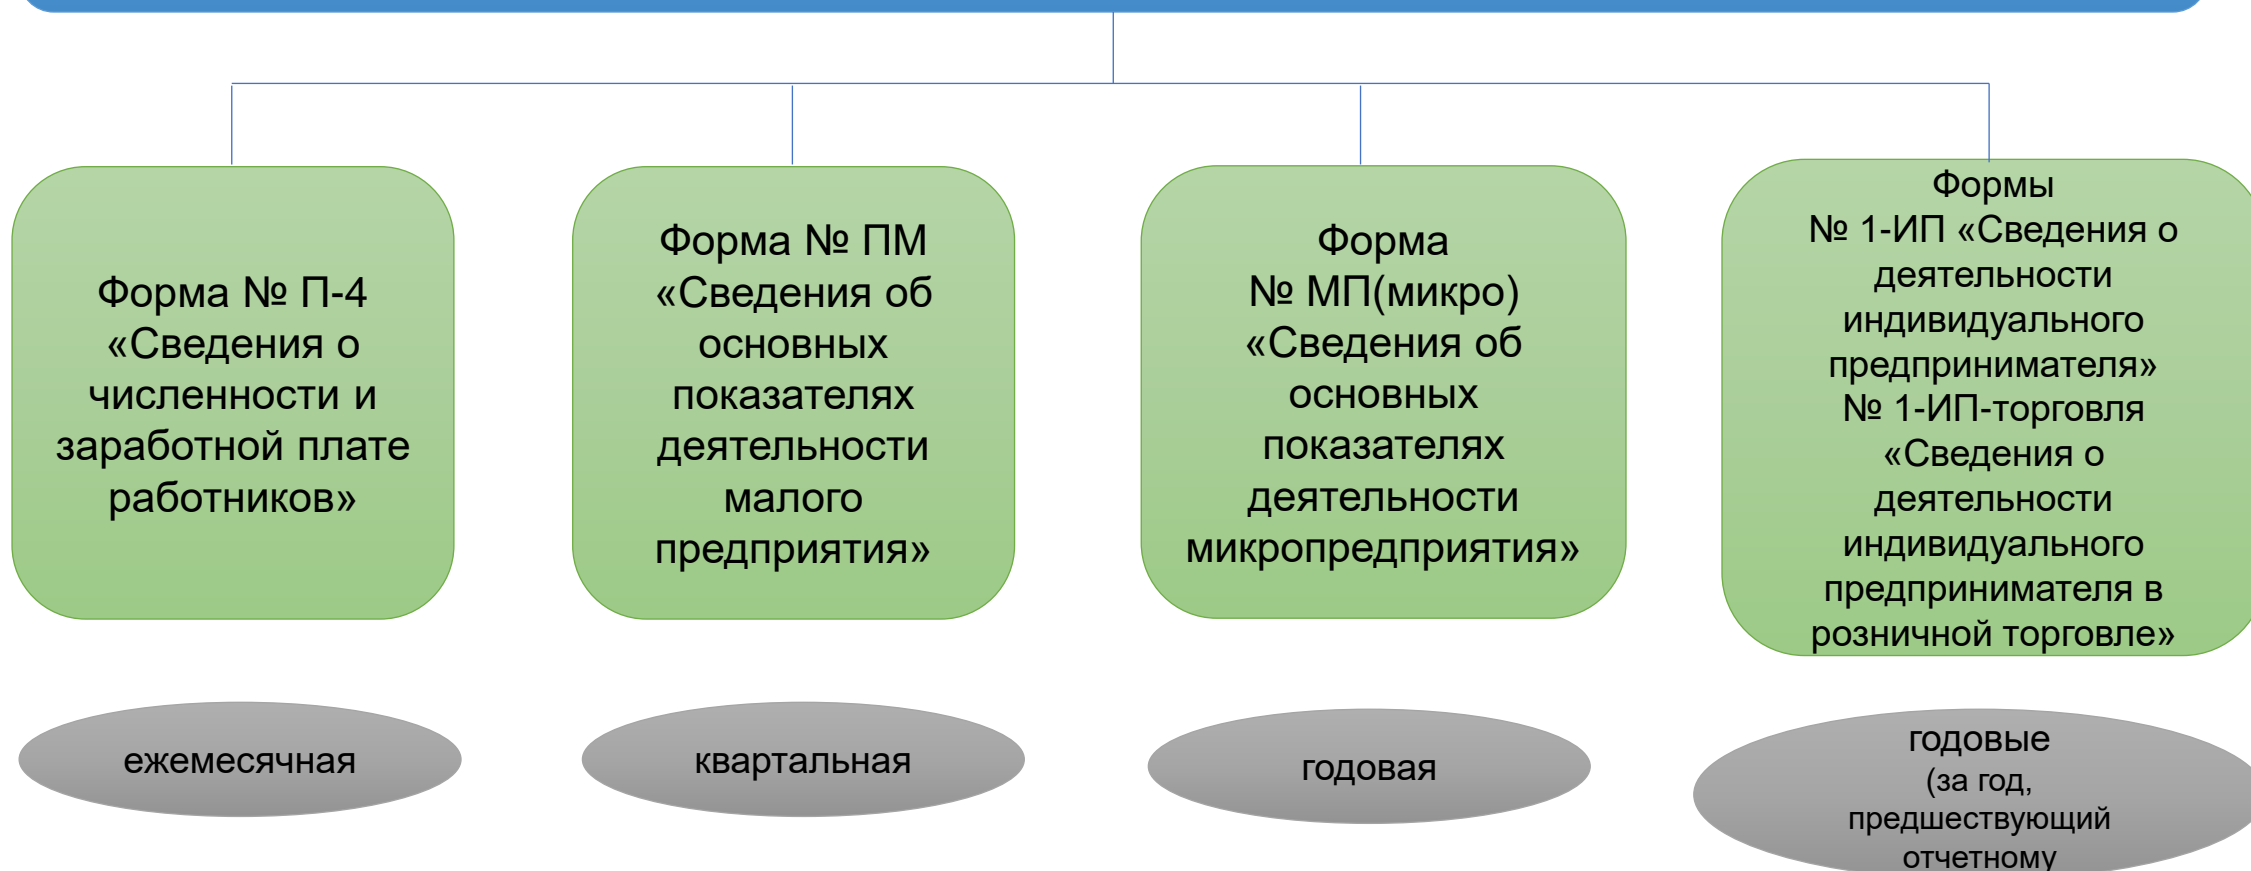 Форма № П-4
«Сведения о
численности и
заработной плате
работников»
Форма № ПМ
«Сведения об
основных
показателях
деятельности
малого
предприятия»
Форма
№ МП(микро)
«Сведения об
основных
показателях
деятельности
микропредприятия»
Формы
№ 1-ИП «Сведения о
деятельности
индивидуального
предпринимателя»
№ 1-ИП-торговля
«Сведения о
деятельности
индивидуального
предпринимателя в
розничной торговле»
ежемесячная
квартальная
годовая
годовые
(за год,
предшествующий
отчетному